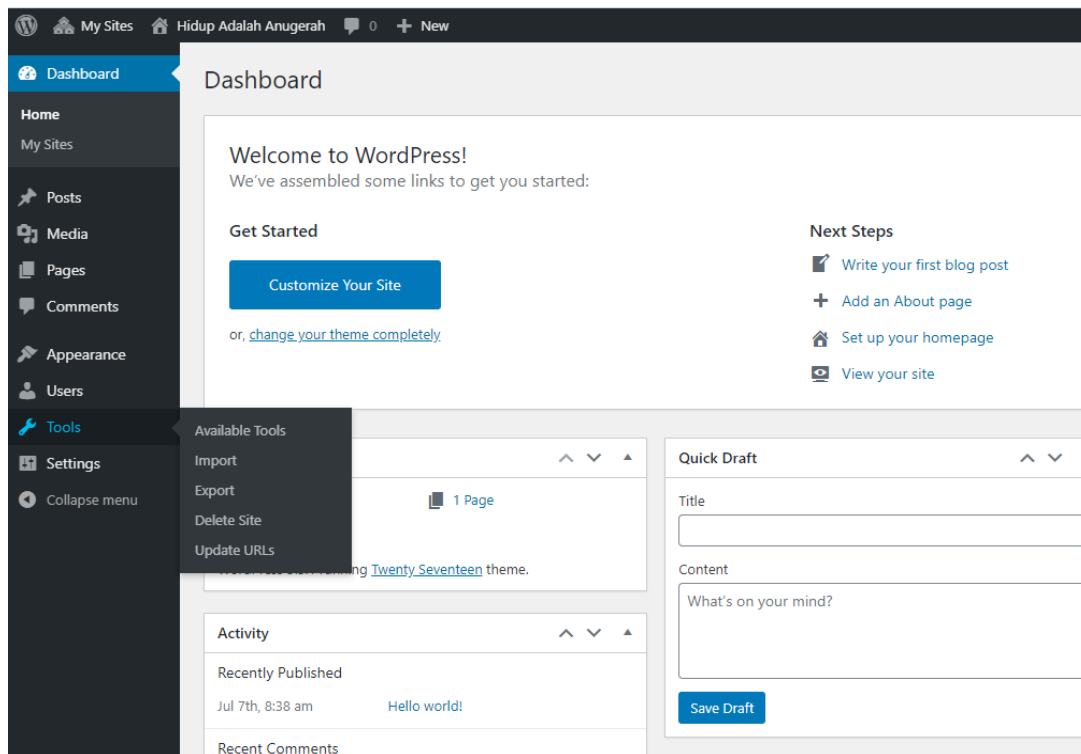 My Sites Hidup Adalah Anugerah 0 New
Dashboard
Home
My Sites
Posts
Media
Pages
Comments
Appearance
Users
Tools
Settings
Collapse menu
Available Tools
Import
Export
Delete Site
Update URLs
Dashboard
Welcome to WordPress!
We've assembled some links to get you started:
Get Started
Customize Your Site
or, change your theme completely
Next Steps
Write your first blog post
Add an About page
Set up your homepage
View your site
1 Page
Twenty Seventeen theme.
Activity
Recently Published
Jul 7th, 8:38 am Hello world!
Recent Comments
Quick Draft
Title
Content
What's on your mind?
Save Draft